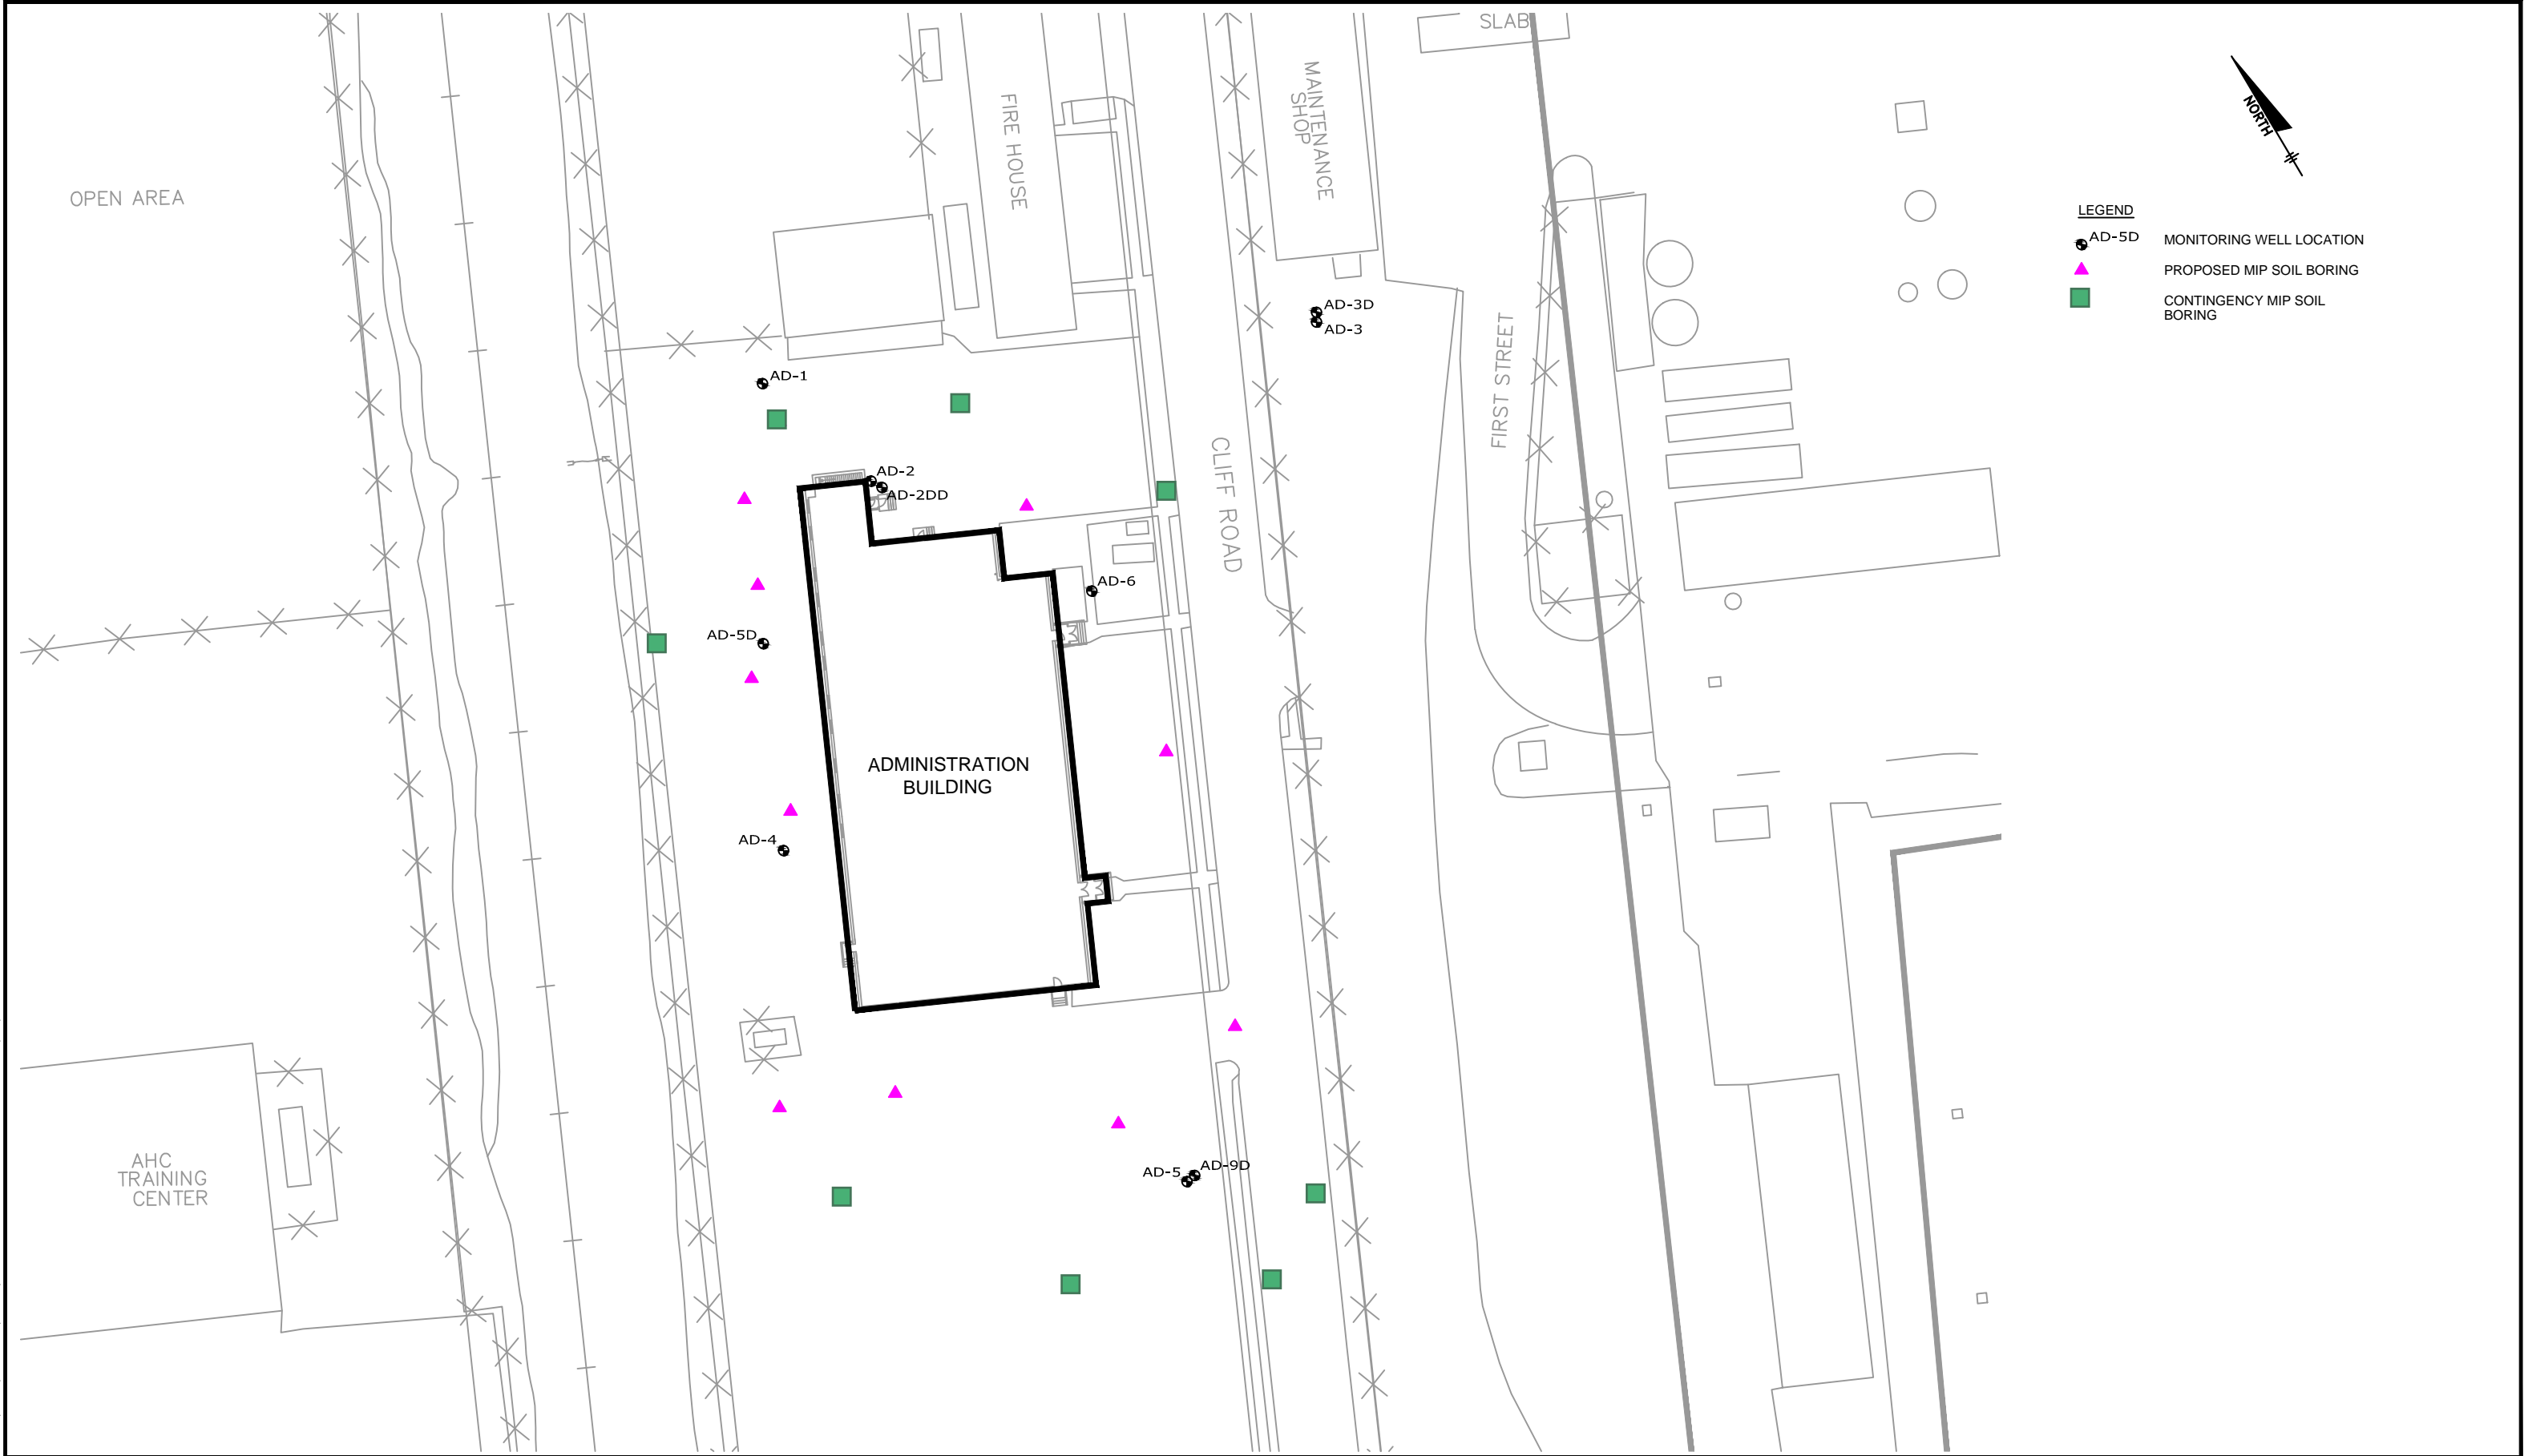 SLAB
MAINTENANCE
SHOP
FIRE HOUSE
NORTH
OPEN AREA
LEGEND
AD-5D
MONITORING WELL LOCATION
PROPOSED MIP SOIL BORING
CONTINGENCY MIP SOIL
BORING
AD-3D
AD-3
FIRST STREET
AD-1
CLIFF ROAD
AD-2
AD-2DD
AD-6
AD-5D
ADMINISTRATION
BUILDING
AD-4
AHC
TRAINING
CENTER
AD-5
AD-9D